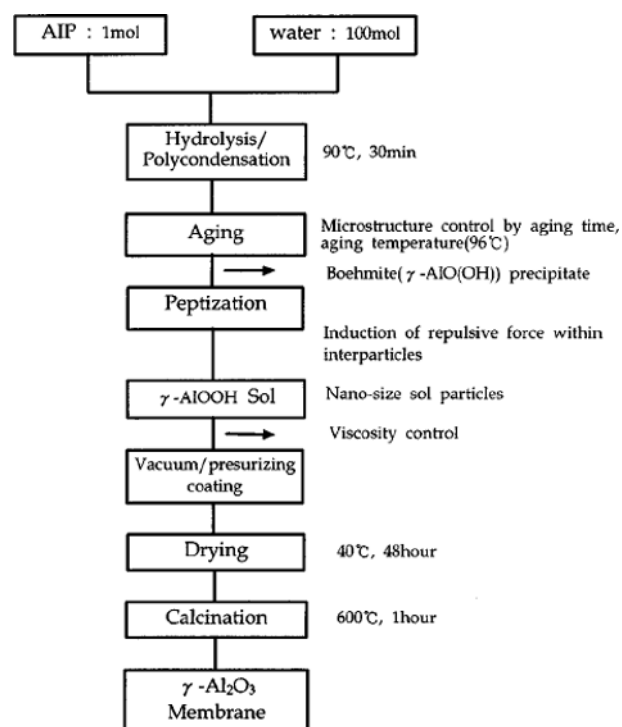 AIP : 1mol
water : 100mol
Hydrolysis/
Polycondensation
90℃, 30min
Aging
Microstructure control by aging time,
aging temperature(96℃)
Boehmite(γ-AlO(OH)) precipitate
Peptization
Induction of repulsive force within
interparticles
γ-AlOOH Sol
Nano-size sol particles
Viscosity control
Vacuum/presurizing
coating
Drying
40℃, 48hour
Calcination
600℃, 1hour
γ-Al₂O₃
Membrane